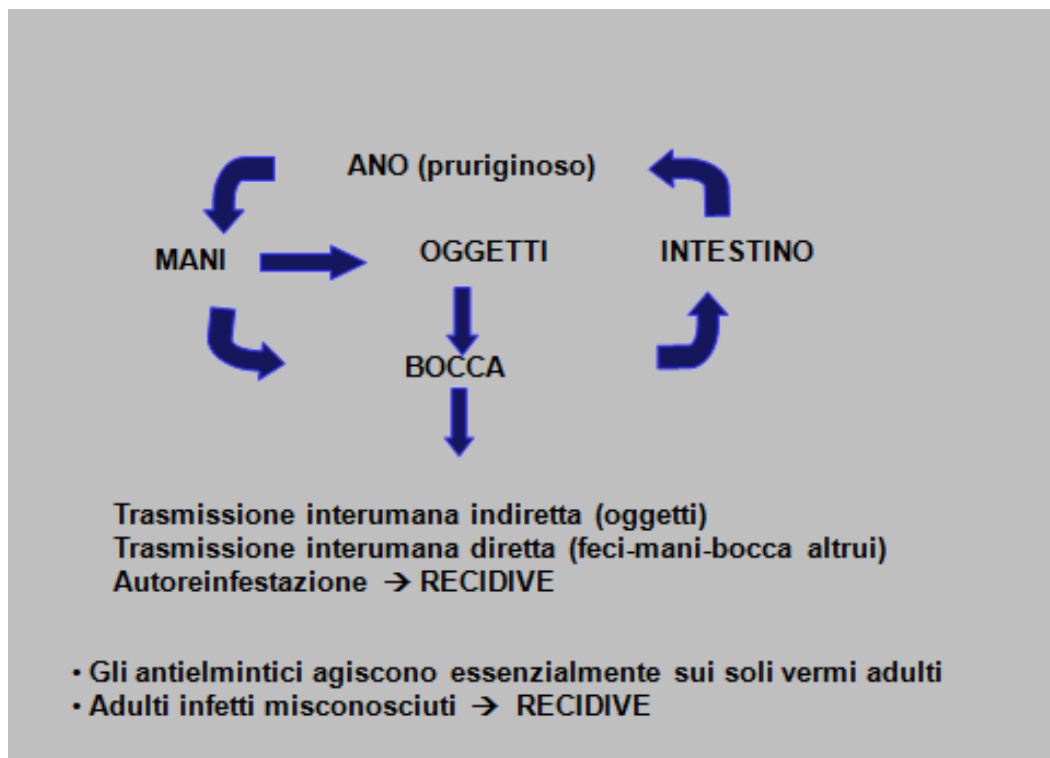 ANO (pruriginoso)
MANI
OGGETTI
INTESTINO
BOCCA
Trasmissione interumana indiretta (oggetti)
Trasmissione interumana diretta (feci-mani-bocca altrui)
Autoreinfestazione → RECIDIVE
• Gli antielmintici agiscono essenzialmente sui soli vermi adulti
• Adulti infetti misconosciuti → RECIDIVE